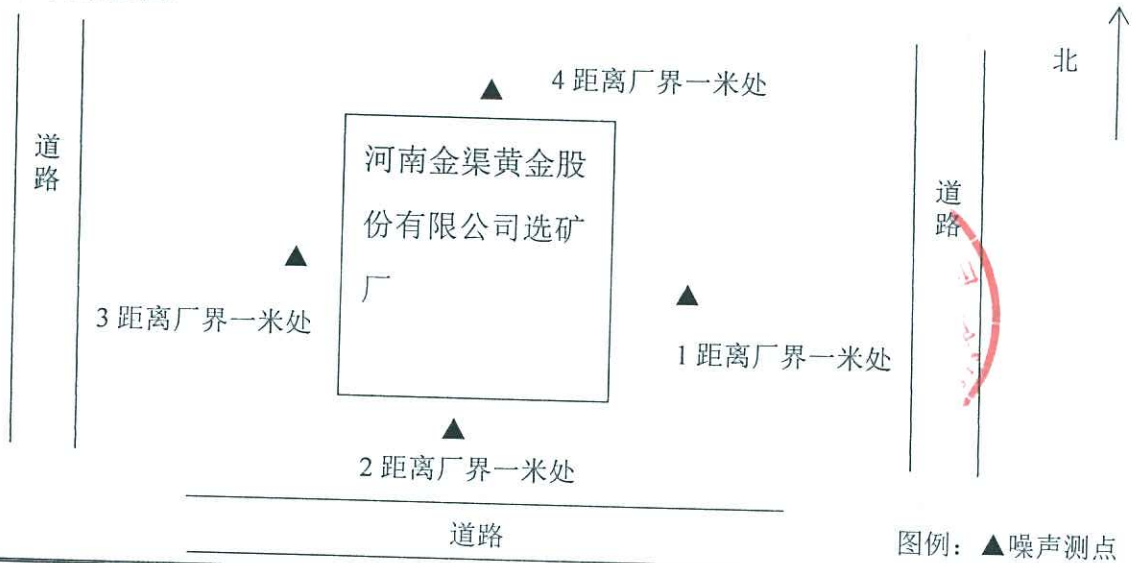 4 距离厂界一米处
北
道路
河南金渠黄金股
份有限公司选矿
厂
道路
3 距离厂界一米处
1 距离厂界一米处
2 距离厂界一米处
道路
图例：▲噪声测点